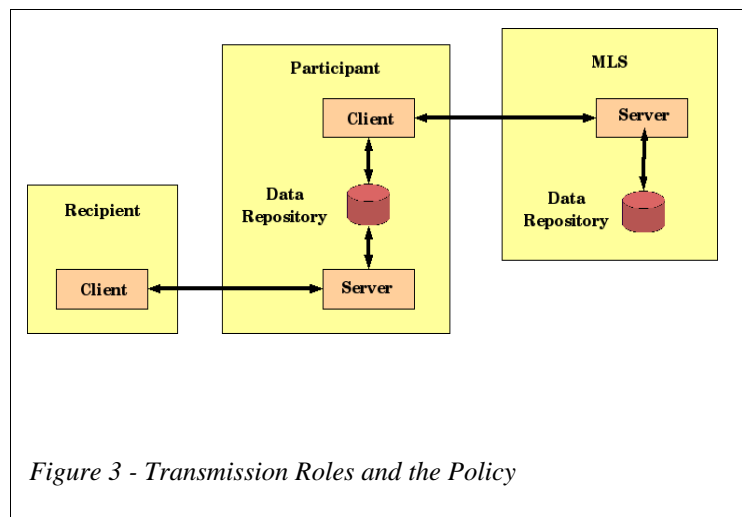 Participant
MLS
Client
Server
Data
Repository
Data
Repository
Recipient
Client
Server
Figure 3 - Transmission Roles and the Policy